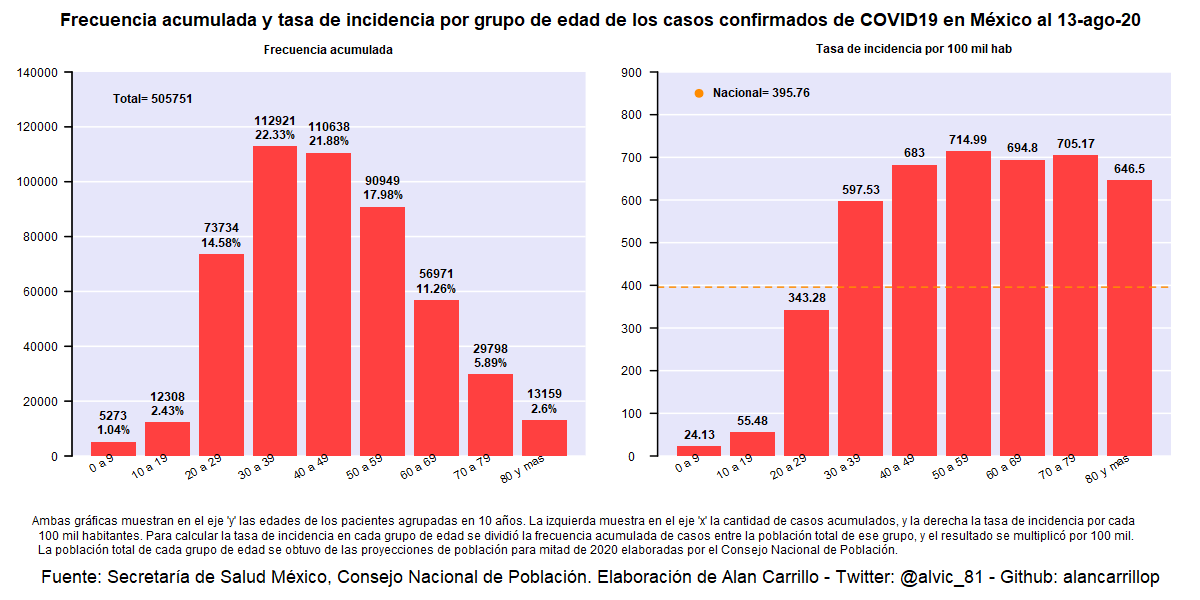 Frecuencia acumulada y tasa de incidencia por grupo de edad de los casos confirmados de COVID19 en México al 13-ago-20
Frecuencia acumulada
140000
120000
100000
80000
60000
40000
20000
0
Total= 505751
5273
1.04%
12308
2.43%
73734
14.58%
112921
22.33%
110638
21.88%
90949
17.98%
56971
11.26%
29798
5.89%
13159
2.6%
0 a 9
10 a 19
20 a 29
30 a 39
40 a 49
50 a 59
60 a 69
70 a 79
80 y mas
Tasa de incidencia por 100 mil hab
900
800
700
600
500
400
300
200
100
0
Nacional= 395.76
24.13
55.48
343.28
597.53
683
714.99
694.8
705.17
646.5
0 a 9
10 a 19
20 a 29
30 a 39
40 a 49
50 a 59
60 a 69
70 a 79
80 y mas
Ambas gráficas muestran en el eje 'y' las edades de los pacientes agrupadas en 10 años. La izquierda muestra en el eje 'x' la cantidad de casos acumulados, y la derecha la tasa de incidencia por cada
100 mil habitantes. Para calcular la tasa de incidencia en cada grupo de edad se dividió la frecuencia acumulada de casos entre la población total de ese grupo, y el resultado se multiplicó por 100 mil.
La población total de cada grupo de edad se obtuvo de las proyecciones de población para mitad de 2020 elaboradas por el Consejo Nacional de Población.
Fuente: Secretaría de Salud México, Consejo Nacional de Población. Elaboración de Alan Carrillo - Twitter: @alvic_81 - Github: alancarrillop